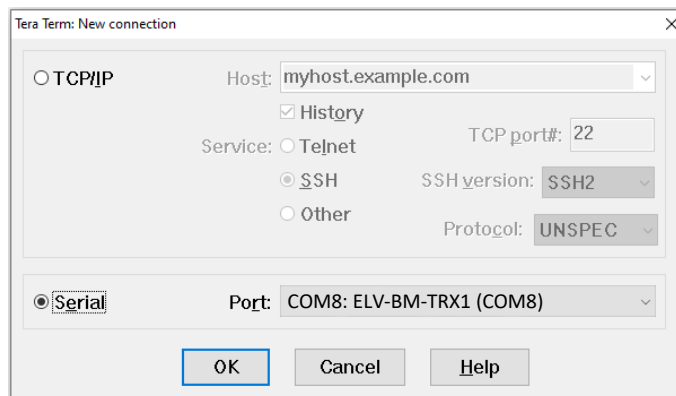 Tera Term: New connection
TCP/IP
Host: myhost.example.com
History
Service: Telnet
TCP port#: 22
SSH
SSH version: SSH2
Other
Protocol: UNSPEC
Serial
Port: COM8: ELV-BM-TRX1 (COM8)
OK Cancel Help